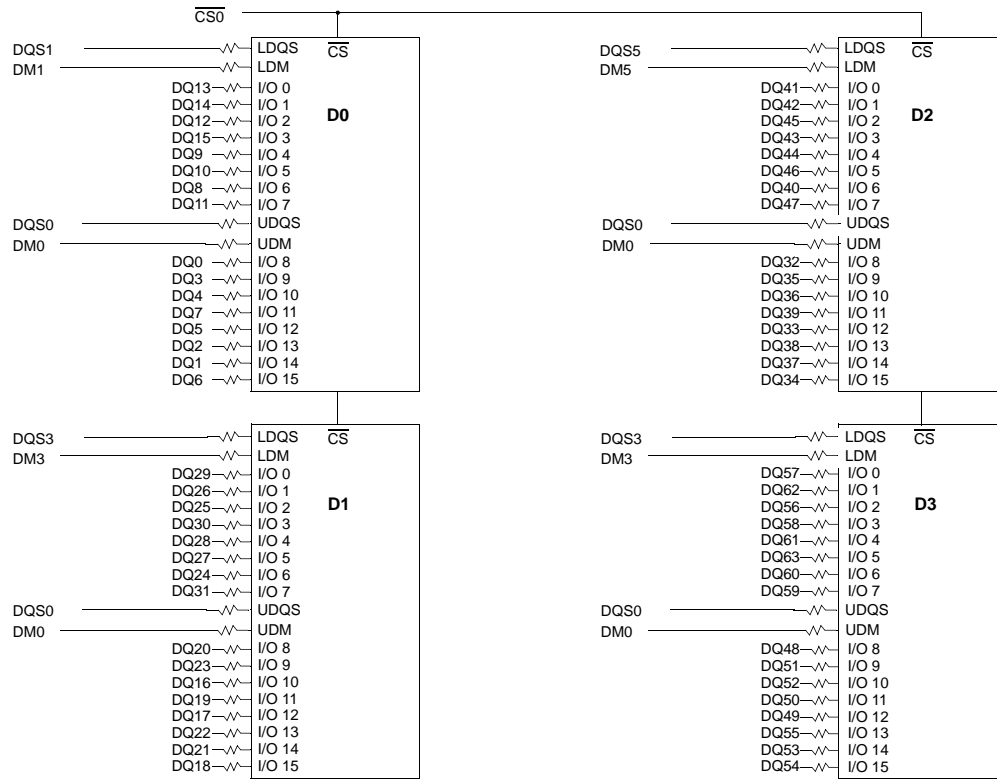 CS0
DQS1 LDQS CS
DM1 LDM
DQ13 I/O 0
DQ14 I/O 1
DQ12 I/O 2
D0
DQ15 I/O 3
DQ9 I/O 4
DQ10 I/O 5
DQ8 I/O 6
DQ11 I/O 7
DQS0 UDQS
DM0 UDM
DQ0 I/O 8
DQ3 I/O 9
DQ4 I/O 10
DQ7 I/O 11
DQ5 I/O 12
DQ2 I/O 13
DQ1 I/O 14
DQ6 I/O 15
DQS3 LDQS CS
DM3 LDM
DQ29 I/O 0
DQ26 I/O 1
DQ25 I/O 2
D1
DQ30 I/O 3
DQ28 I/O 4
DQ27 I/O 5
DQ24 I/O 6
DQ31 I/O 7
DQS0 UDQS
DM0 UDM
DQ20 I/O 8
DQ23 I/O 9
DQ16 I/O 10
DQ19 I/O 11
DQ17 I/O 12
DQ22 I/O 13
DQ21 I/O 14
DQ18 I/O 15
DQS5 LDQS CS
DM5 LDM
DQ41 I/O 0
DQ42 I/O 1
DQ45 I/O 2
D2
DQ43 I/O 3
DQ44 I/O 4
DQ46 I/O 5
DQ40 I/O 6
DQ47 I/O 7
DQS0 UDQS
DM0 UDM
DQ32 I/O 8
DQ35 I/O 9
DQ36 I/O 10
DQ39 I/O 11
DQ33 I/O 12
DQ38 I/O 13
DQ37 I/O 14
DQ34 I/O 15
DQS3 LDQS CS
DM3 LDM
DQ57 I/O 0
DQ62 I/O 1
DQ56 I/O 2
D3
DQ58 I/O 3
DQ61 I/O 4
DQ63 I/O 5
DQ60 I/O 6
DQ59 I/O 7
DQS0 UDQS
DM0 UDM
DQ48 I/O 8
DQ51 I/O 9
DQ52 I/O 10
DQ50 I/O 11
DQ49 I/O 12
DQ55 I/O 13
DQ53 I/O 14
DQ54 I/O 15